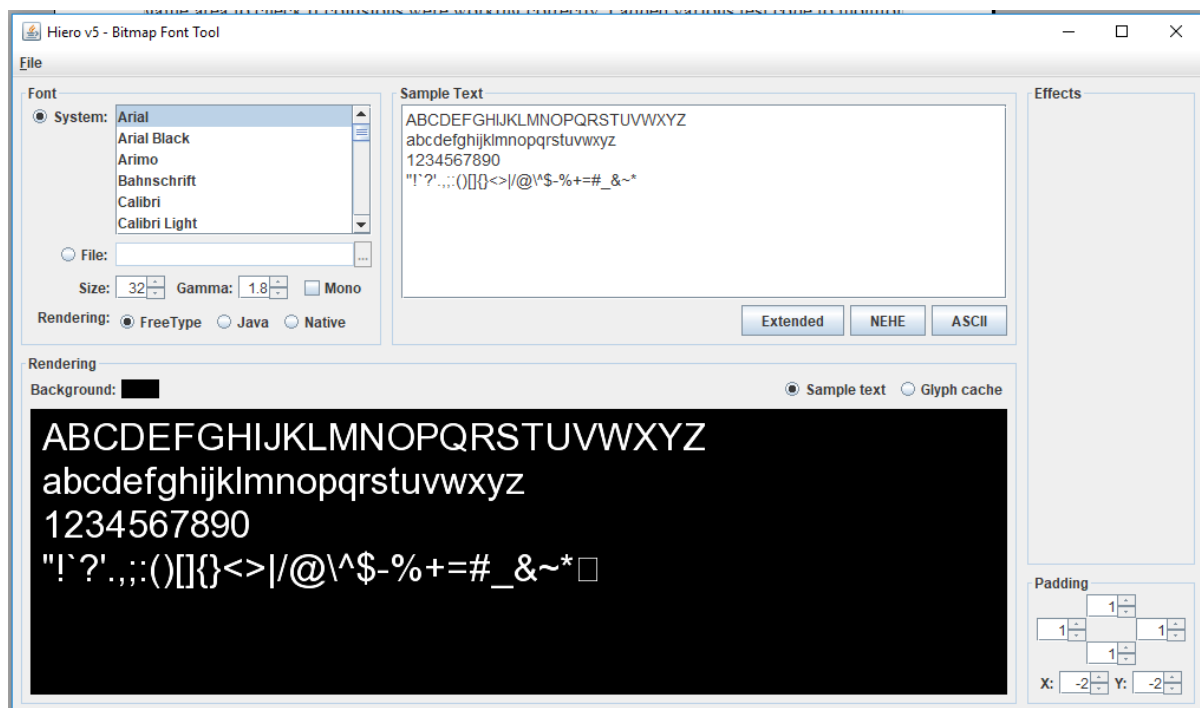 Hiero v5 - Bitmap Font Tool
File
Font
System:
Arial
Arial Black
Arimo
Bahnschrift
Calibri
Calibri Light
File:
...
Size: 32 Gamma: 1.8 Mono
Rendering: FreeType Java Native
Sample Text
ABCDEFGHIJKLMNOPQRSTUVWXYZ
abcdefghijklmnopqrstuvwxyz
1234567890
"!`?'.,;:()[]{}<>|/@\^$-%+=#_&~*
Extended NEHE ASCII
Effects
Rendering
Background:
Sample text Glyph cache
ABCDEFGHIJKLMNOPQRSTUVWXYZ
abcdefghijklmnopqrstuvwxyz
1234567890
"!`?'.,;:()[]{}<>|/@\^$-%+=#_&~*□
Padding
1
1 1
1
X: -2 Y: -2